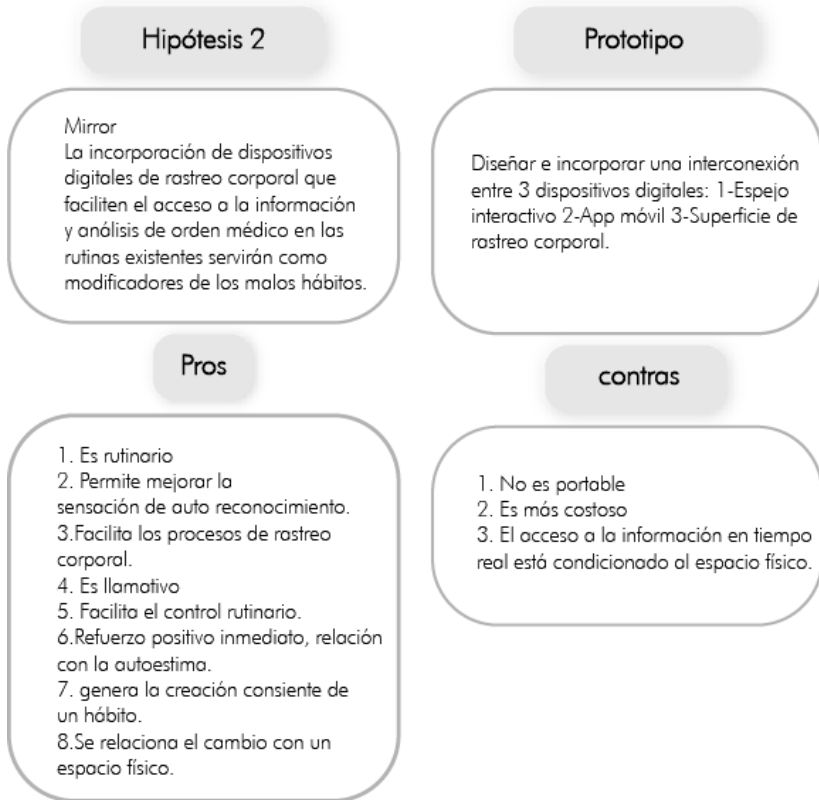 Hipótesis 2
Mirror
La incorporación de dispositivos
digitales de rastreo corporal que
faciliten el acceso a la información
y análisis de orden médico en las
rutinas existentes servirán como
modificadores de los malos hábitos.
Prototipo
Diseñar e incorporar una interconexión
entre 3 dispositivos digitales: 1-Espejo
interactivo 2-App móvil 3-Superficie de
rastreo corporal.
Pros
1. Es rutinario
2. Permite mejorar la
sensación de auto reconocimiento.
3.Facilita los procesos de rastreo
corporal.
4. Es llamativo
5. Facilita el control rutinario.
6.Refuerzo positivo inmediato, relación
con la autoestima.
7. genera la creación consiente de
un hábito.
8.Se relaciona el cambio con un
espacio físico.
contras
1. No es portable
2. Es más costoso
3. El acceso a la información en tiempo
real está condicionado al espacio físico.